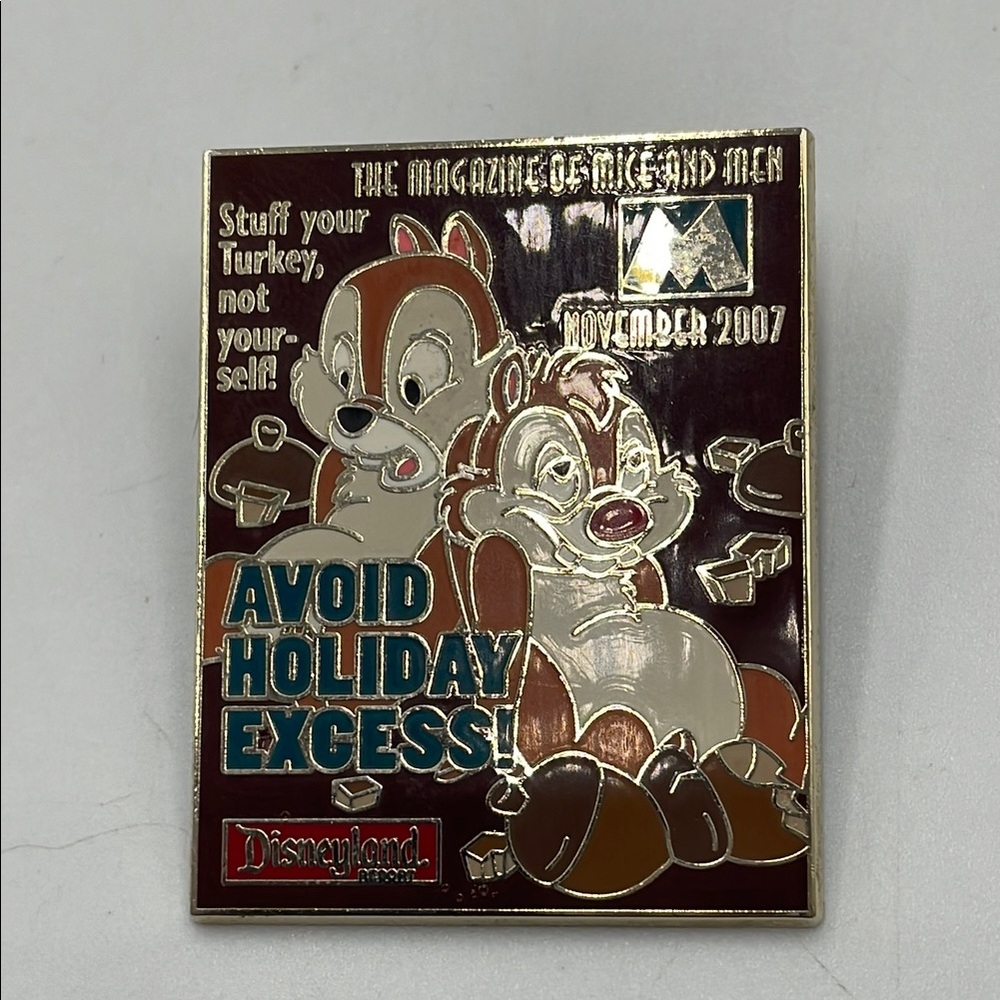 THE MAGAZINE OF MICE AND MEN
Stuff your
Turkey,
not
your-
self!
M
NOVEMBER 2007
AVOID
HOLIDAY
EXCESS!
Disneyland
RESORT